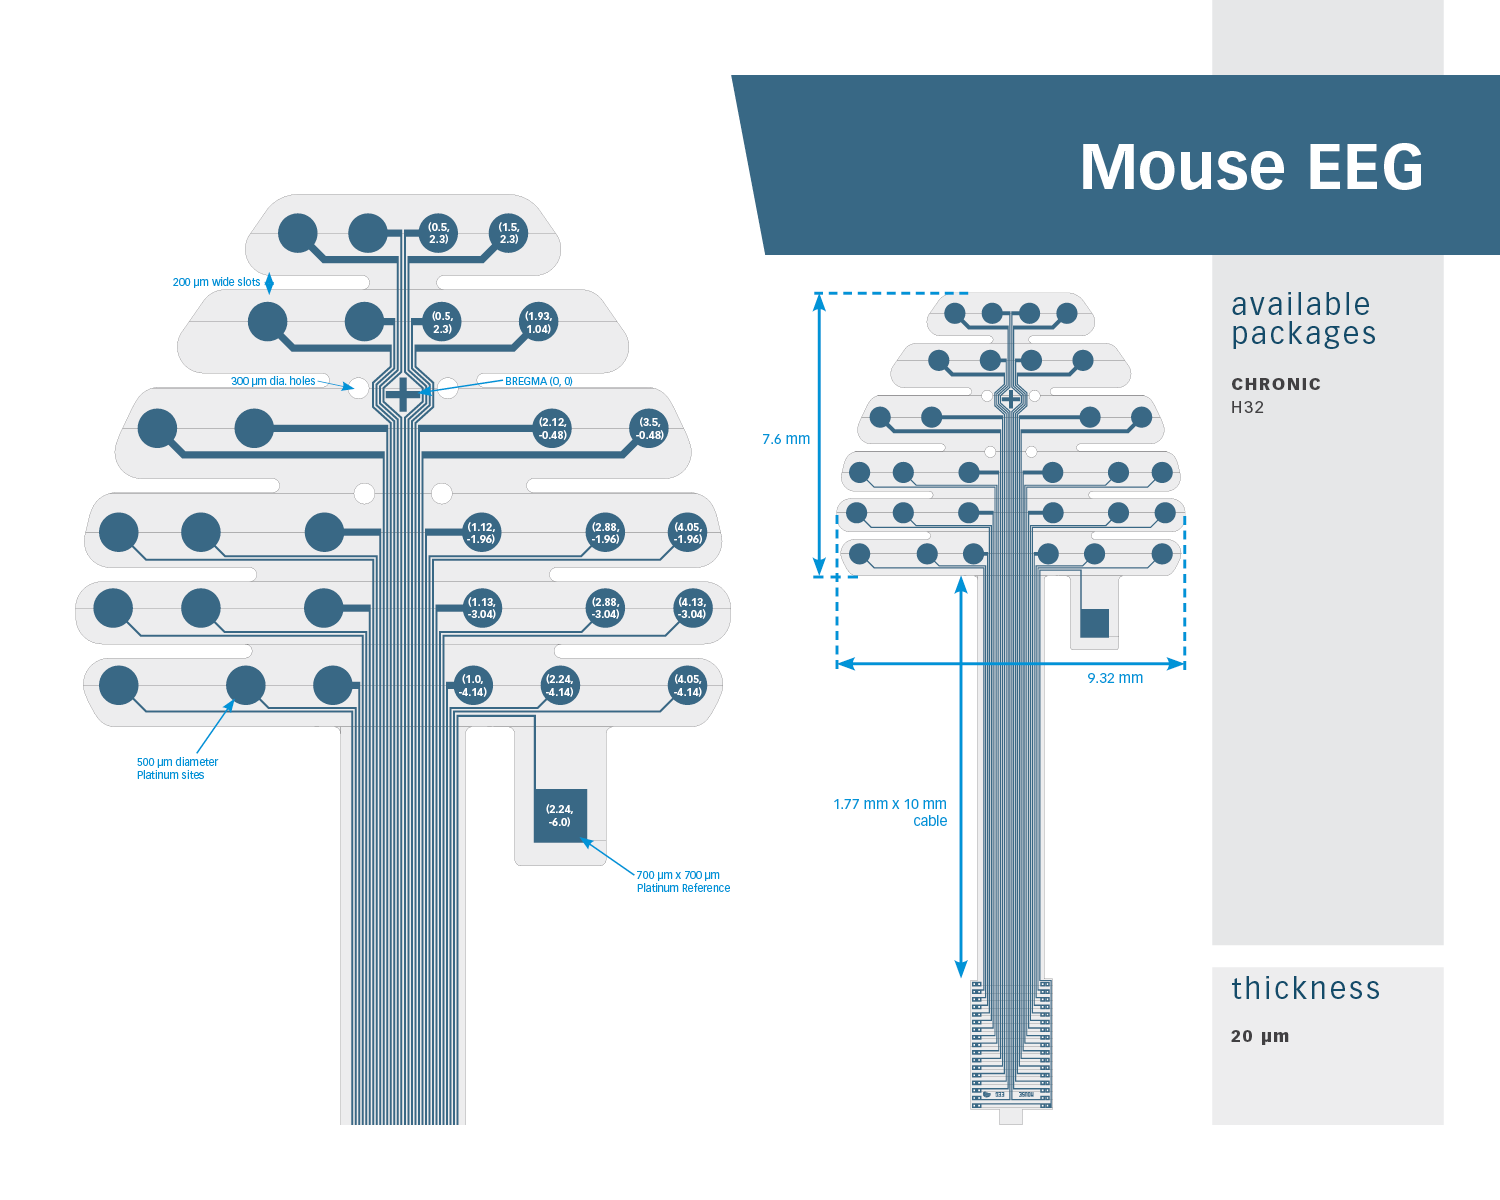 Mouse EEG
(0.5,
2.3)
(1.5,
2.3)
200 µm wide slots
(0.5,
2.3)
(1.93,
1.04)
300 µm dia. holes
BREGMA (0, 0)
(2.12,
-0.48)
(3.5,
-0.48)
(1.12,
-1.96)
(2.88,
-1.96)
(4.05,
-1.96)
(1.13,
-3.04)
(2.88,
-3.04)
(4.13,
-3.04)
(1.0,
-4.14)
(2.24,
-4.14)
(4.05,
-4.14)
500 µm diameter
Platinum sites
(2.24,
-6.0)
700 µm x 700 µm
Platinum Reference
7.6 mm
9.32 mm
1.77 mm x 10 mm
cable
EEG
MOUSE
available
packages
CHRONIC
H32
thickness
20 µm